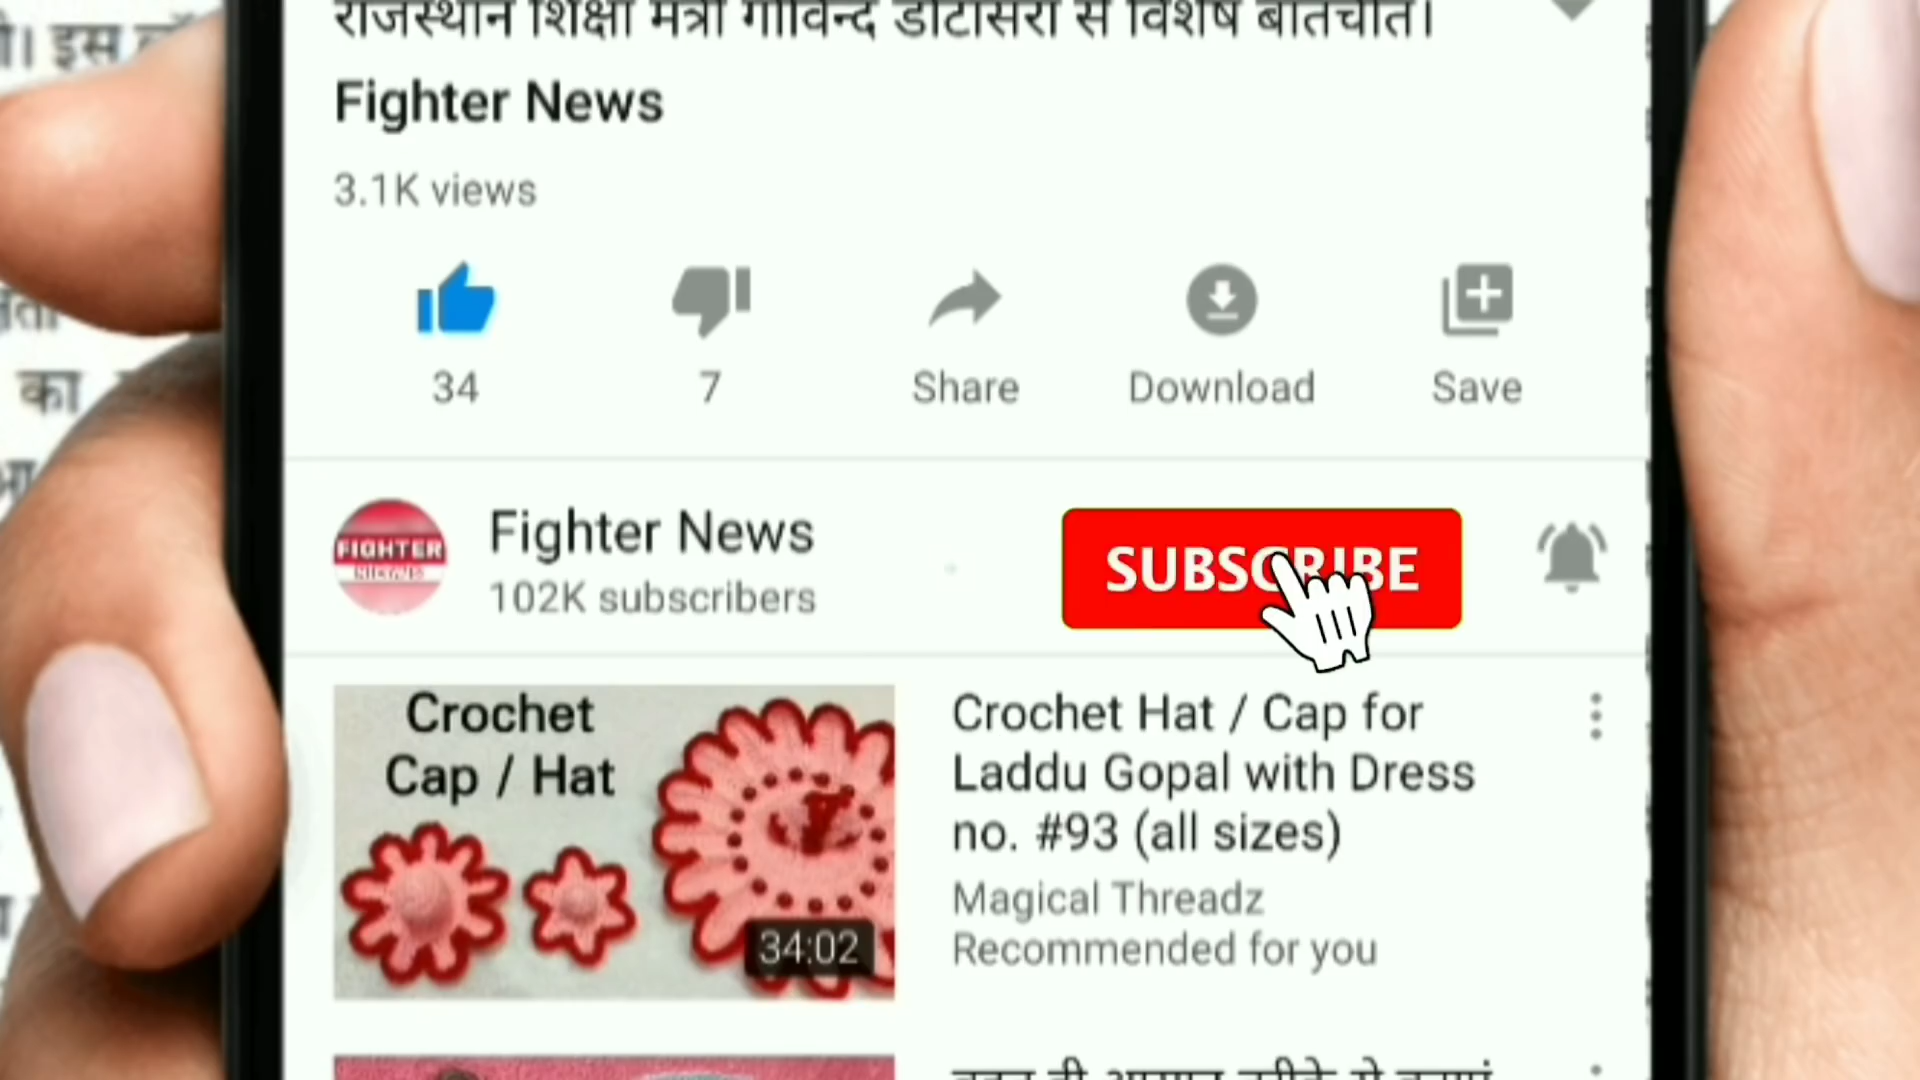 राजस्थान शिक्षा मंत्री गोविन्द डोटासरा से विशेष बातचीत।
Fighter News
3.1K views
34
7
Share
Download
Save
FIGHTER
Fighter News
102K subscribers
SUBSCRIBE
Crochet
Cap / Hat
34:02
Crochet Hat / Cap for
Laddu Gopal with Dress
no. #93 (all sizes)
Magical Threadz
Recommended for you
इस
का